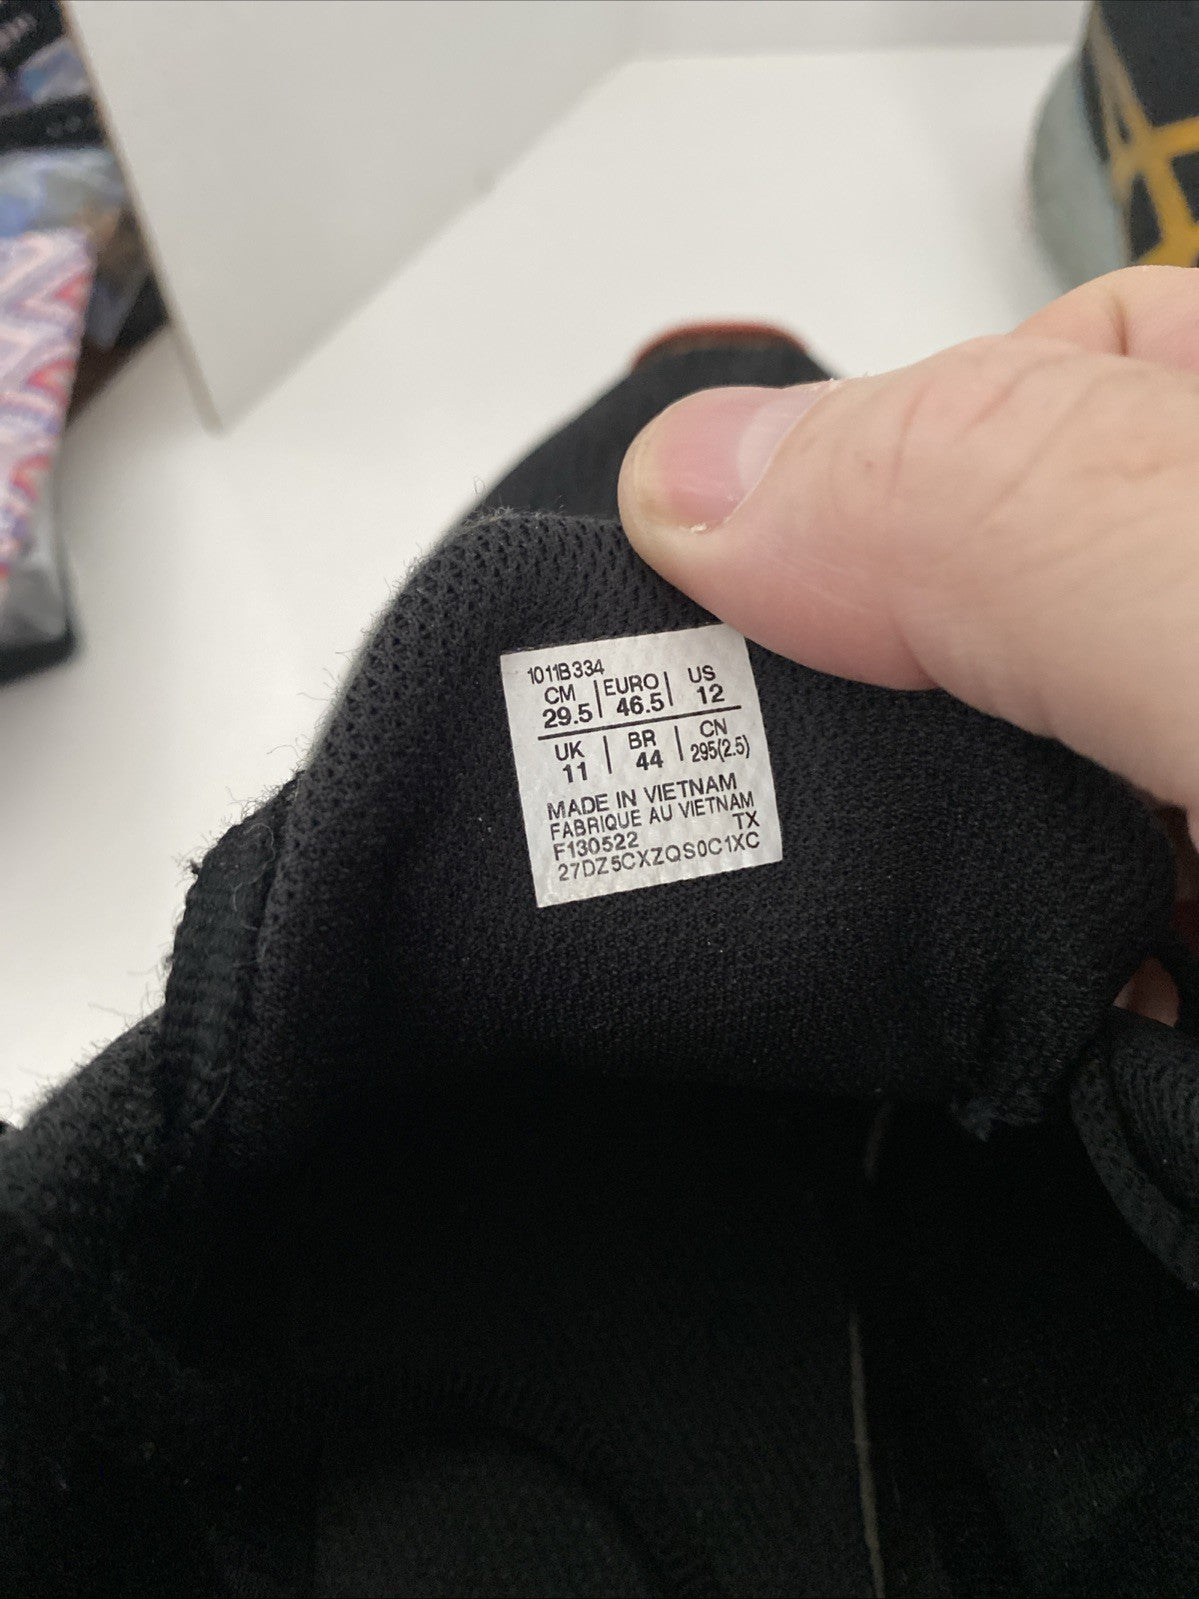 1011B334
CM | EURO | US
29.5 | 46.5 | 12
UK | BR | CN
11 | 44 | 295(2.5)
MADE IN VIETNAM
FABRIQUE AU VIETNAM
F130522 TX
27DZ5CXZQS0C1XC